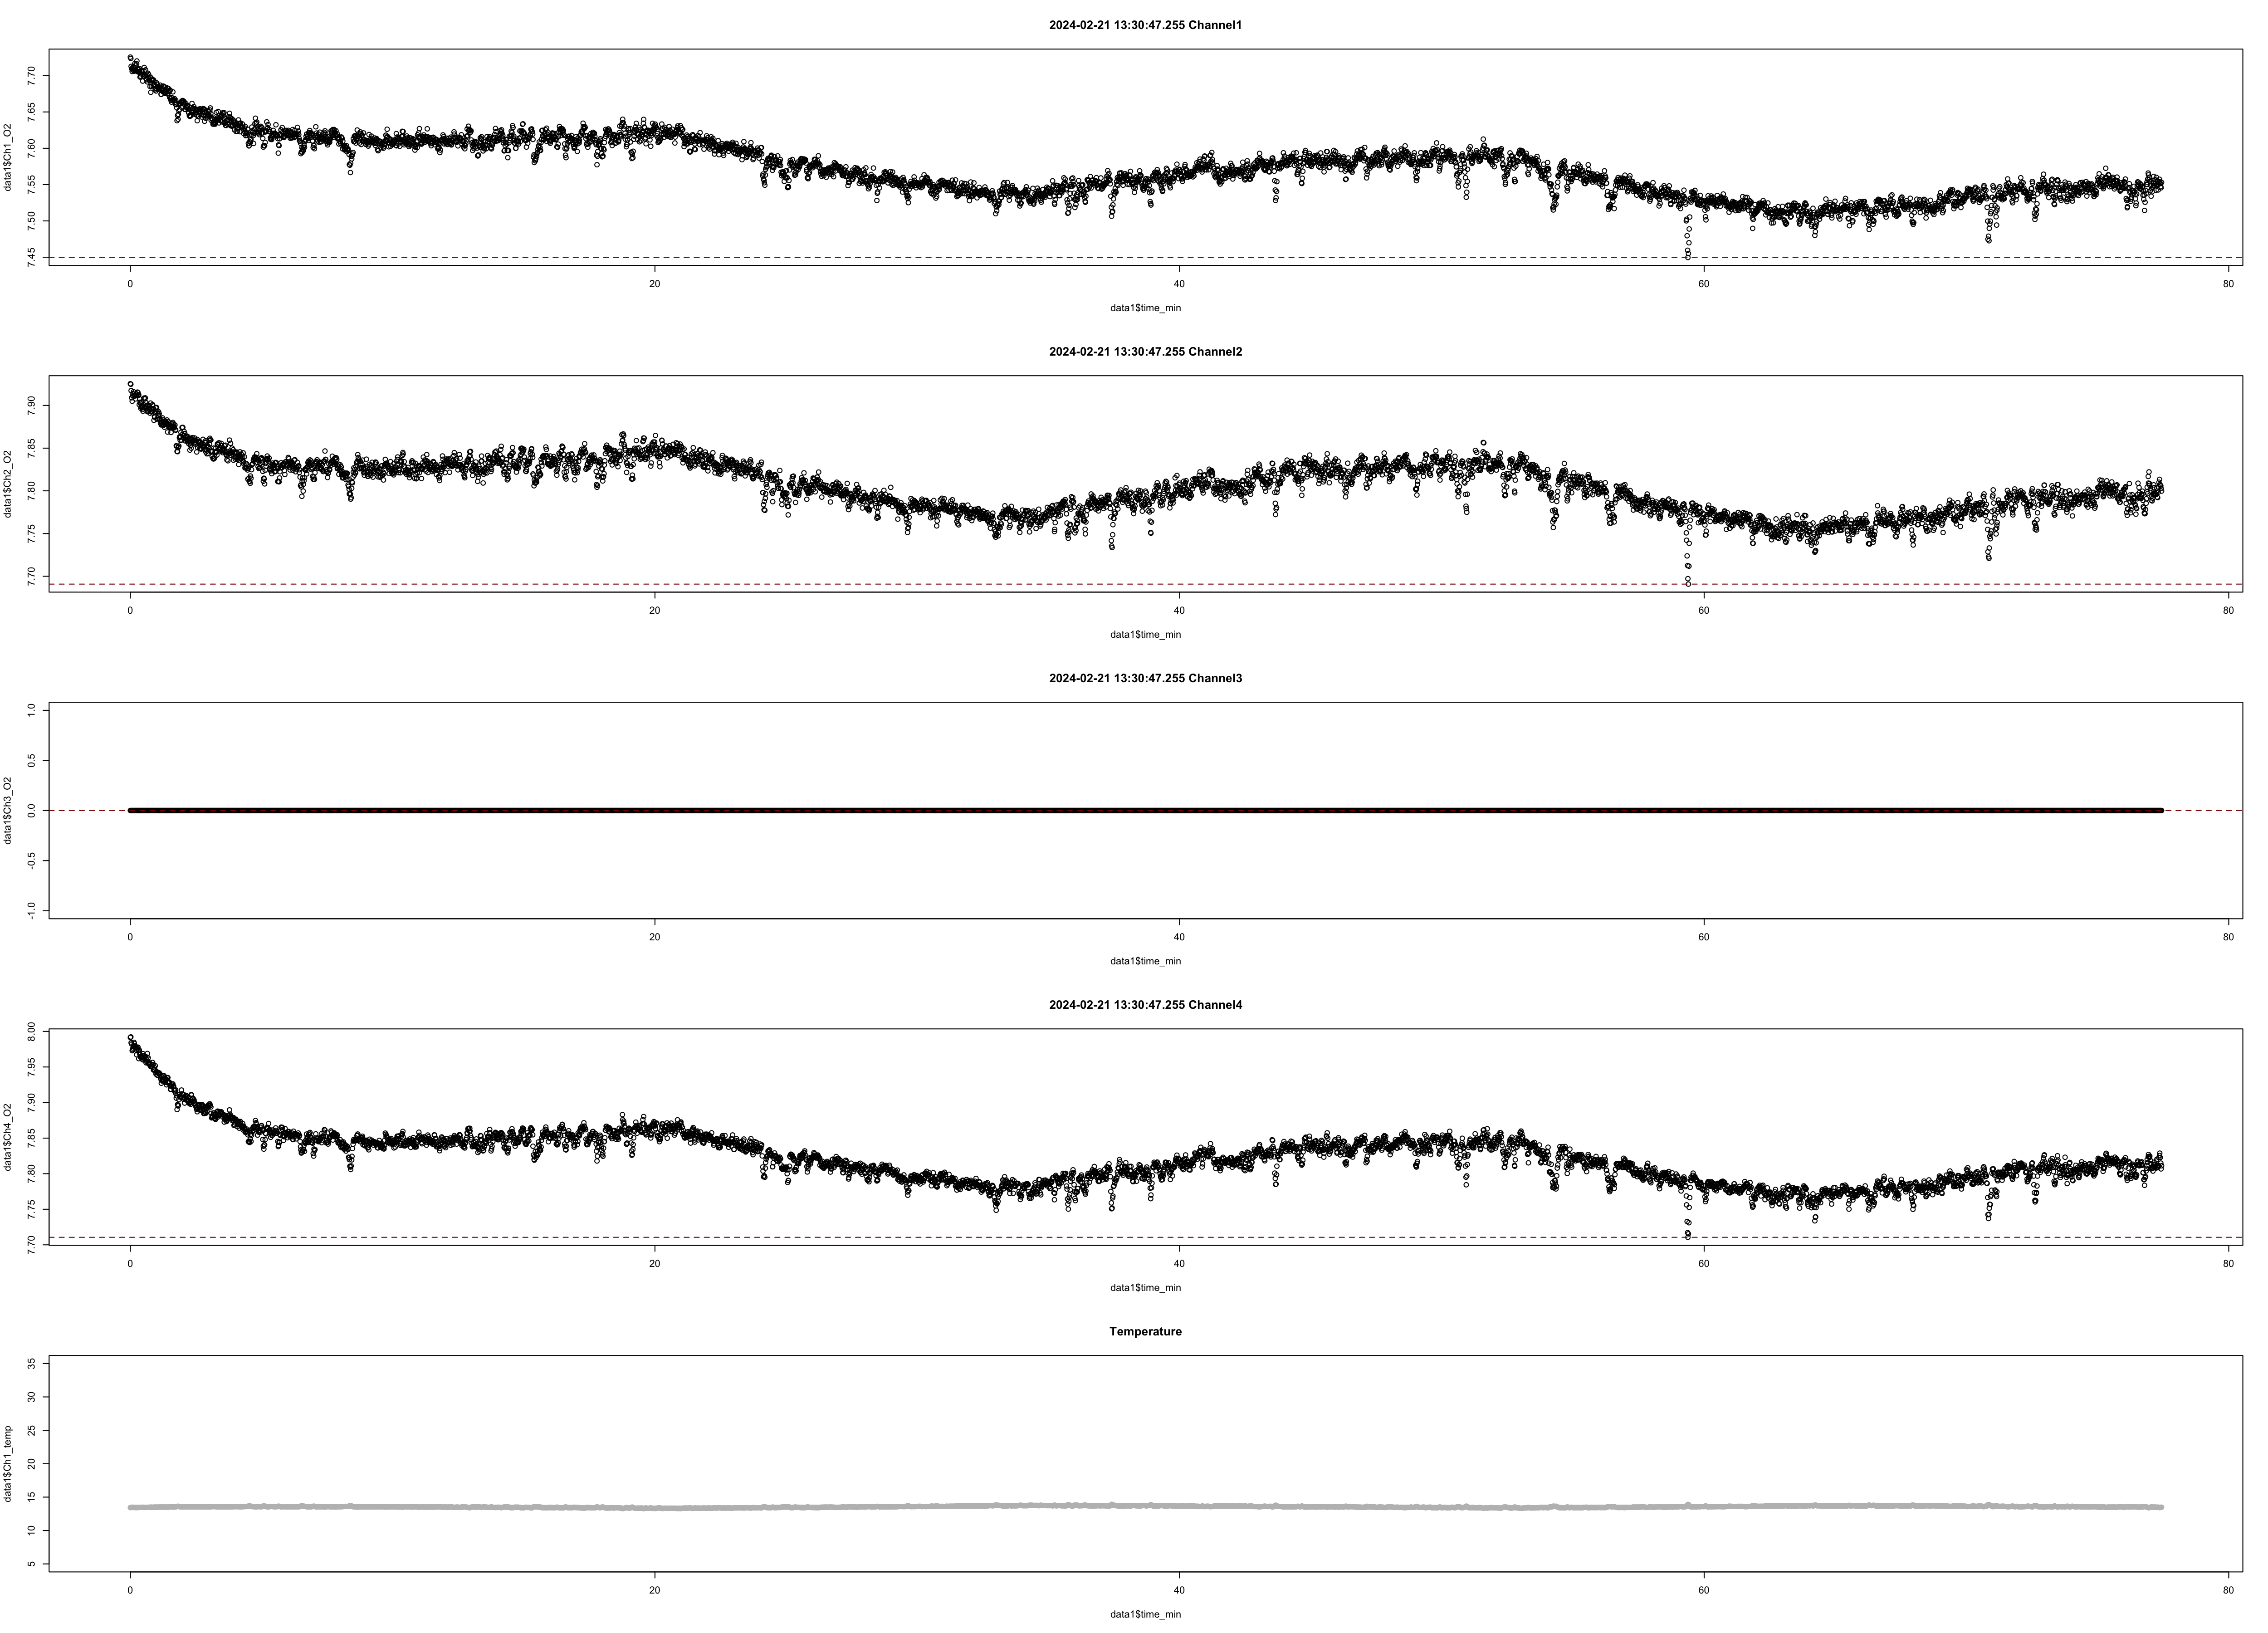 2024-02-21 13:30:47.255 Channel1
data1$Ch1_O2
7.70
7.65
7.60
7.55
7.50
7.45
0 20 40 60 80
data1$time_min
2024-02-21 13:30:47.255 Channel2
data1$Ch2_O2
7.90
7.85
7.80
7.75
7.70
0 20 40 60 80
data1$time_min
2024-02-21 13:30:47.255 Channel3
data1$Ch3_O2
1.0
0.5
0.0
-0.5
-1.0
0 20 40 60 80
data1$time_min
2024-02-21 13:30:47.255 Channel4
data1$Ch4_O2
8.00
7.95
7.90
7.85
7.80
7.75
7.70
0 20 40 60 80
data1$time_min
Temperature
data1$Ch1_temp
35
30
25
20
15
10
5
0 20 40 60 80
data1$time_min